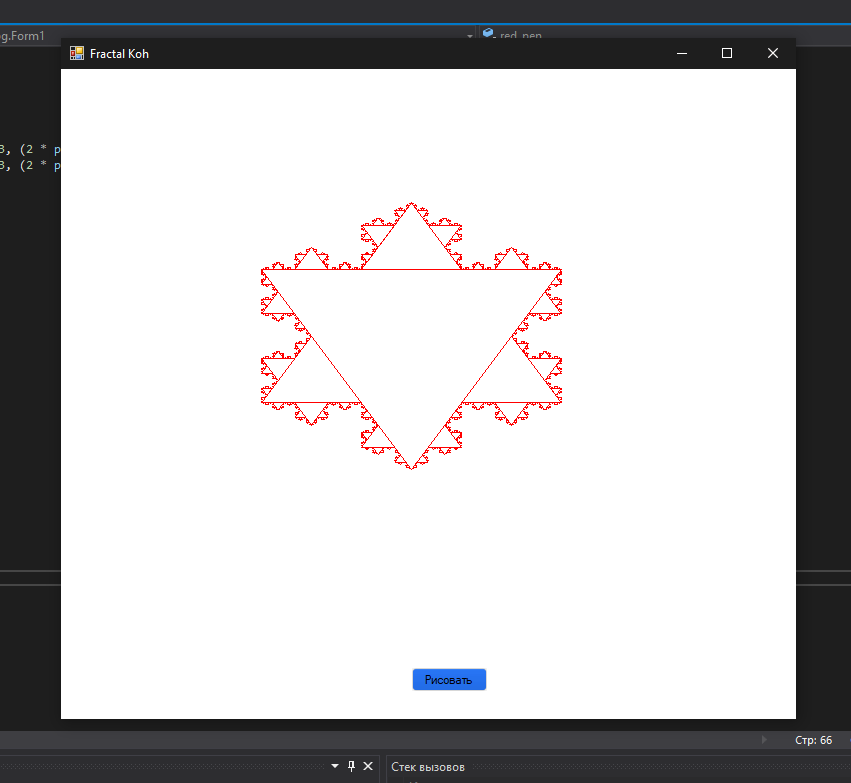 g.Form1
red_pen
Fractal Koh
3, (2 * p
3, (2 * p
Рисовать
Стр: 66
Стек вызовов